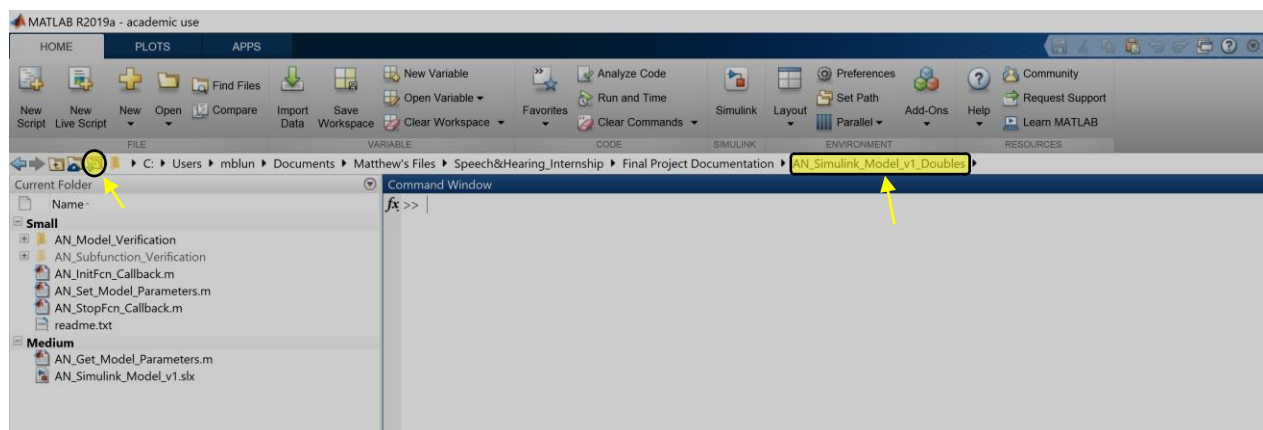 MATLAB R2019a - academic use
HOME PLOTS APPS
New Script
New Live Script
New
Open
Find Files
Compare
Import Data
Save Workspace
New Variable
Open Variable
Clear Workspace
Favorites
Analyze Code
Run and Time
Clear Commands
Simulink
Layout
Preferences
Set Path
Parallel
Add-Ons
Help
Community
Request Support
Learn MATLAB
FILE VARIABLE CODE SIMULINK ENVIRONMENT RESOURCES
C: Users mblun Documents Matthew's Files Speech&Hearing_Internship Final Project Documentation AN_Simulink_Model_v1_Doubles
Current Folder
Command Window
Name
fx >>
Small
AN_Model_Verification
AN_Subfunction_Verification
AN_InitFcn_Callback.m
AN_Set_Model_Parameters.m
AN_StopFcn_Callback.m
readme.txt
Medium
AN_Get_Model_Parameters.m
AN_Simulink_Model_v1.slx